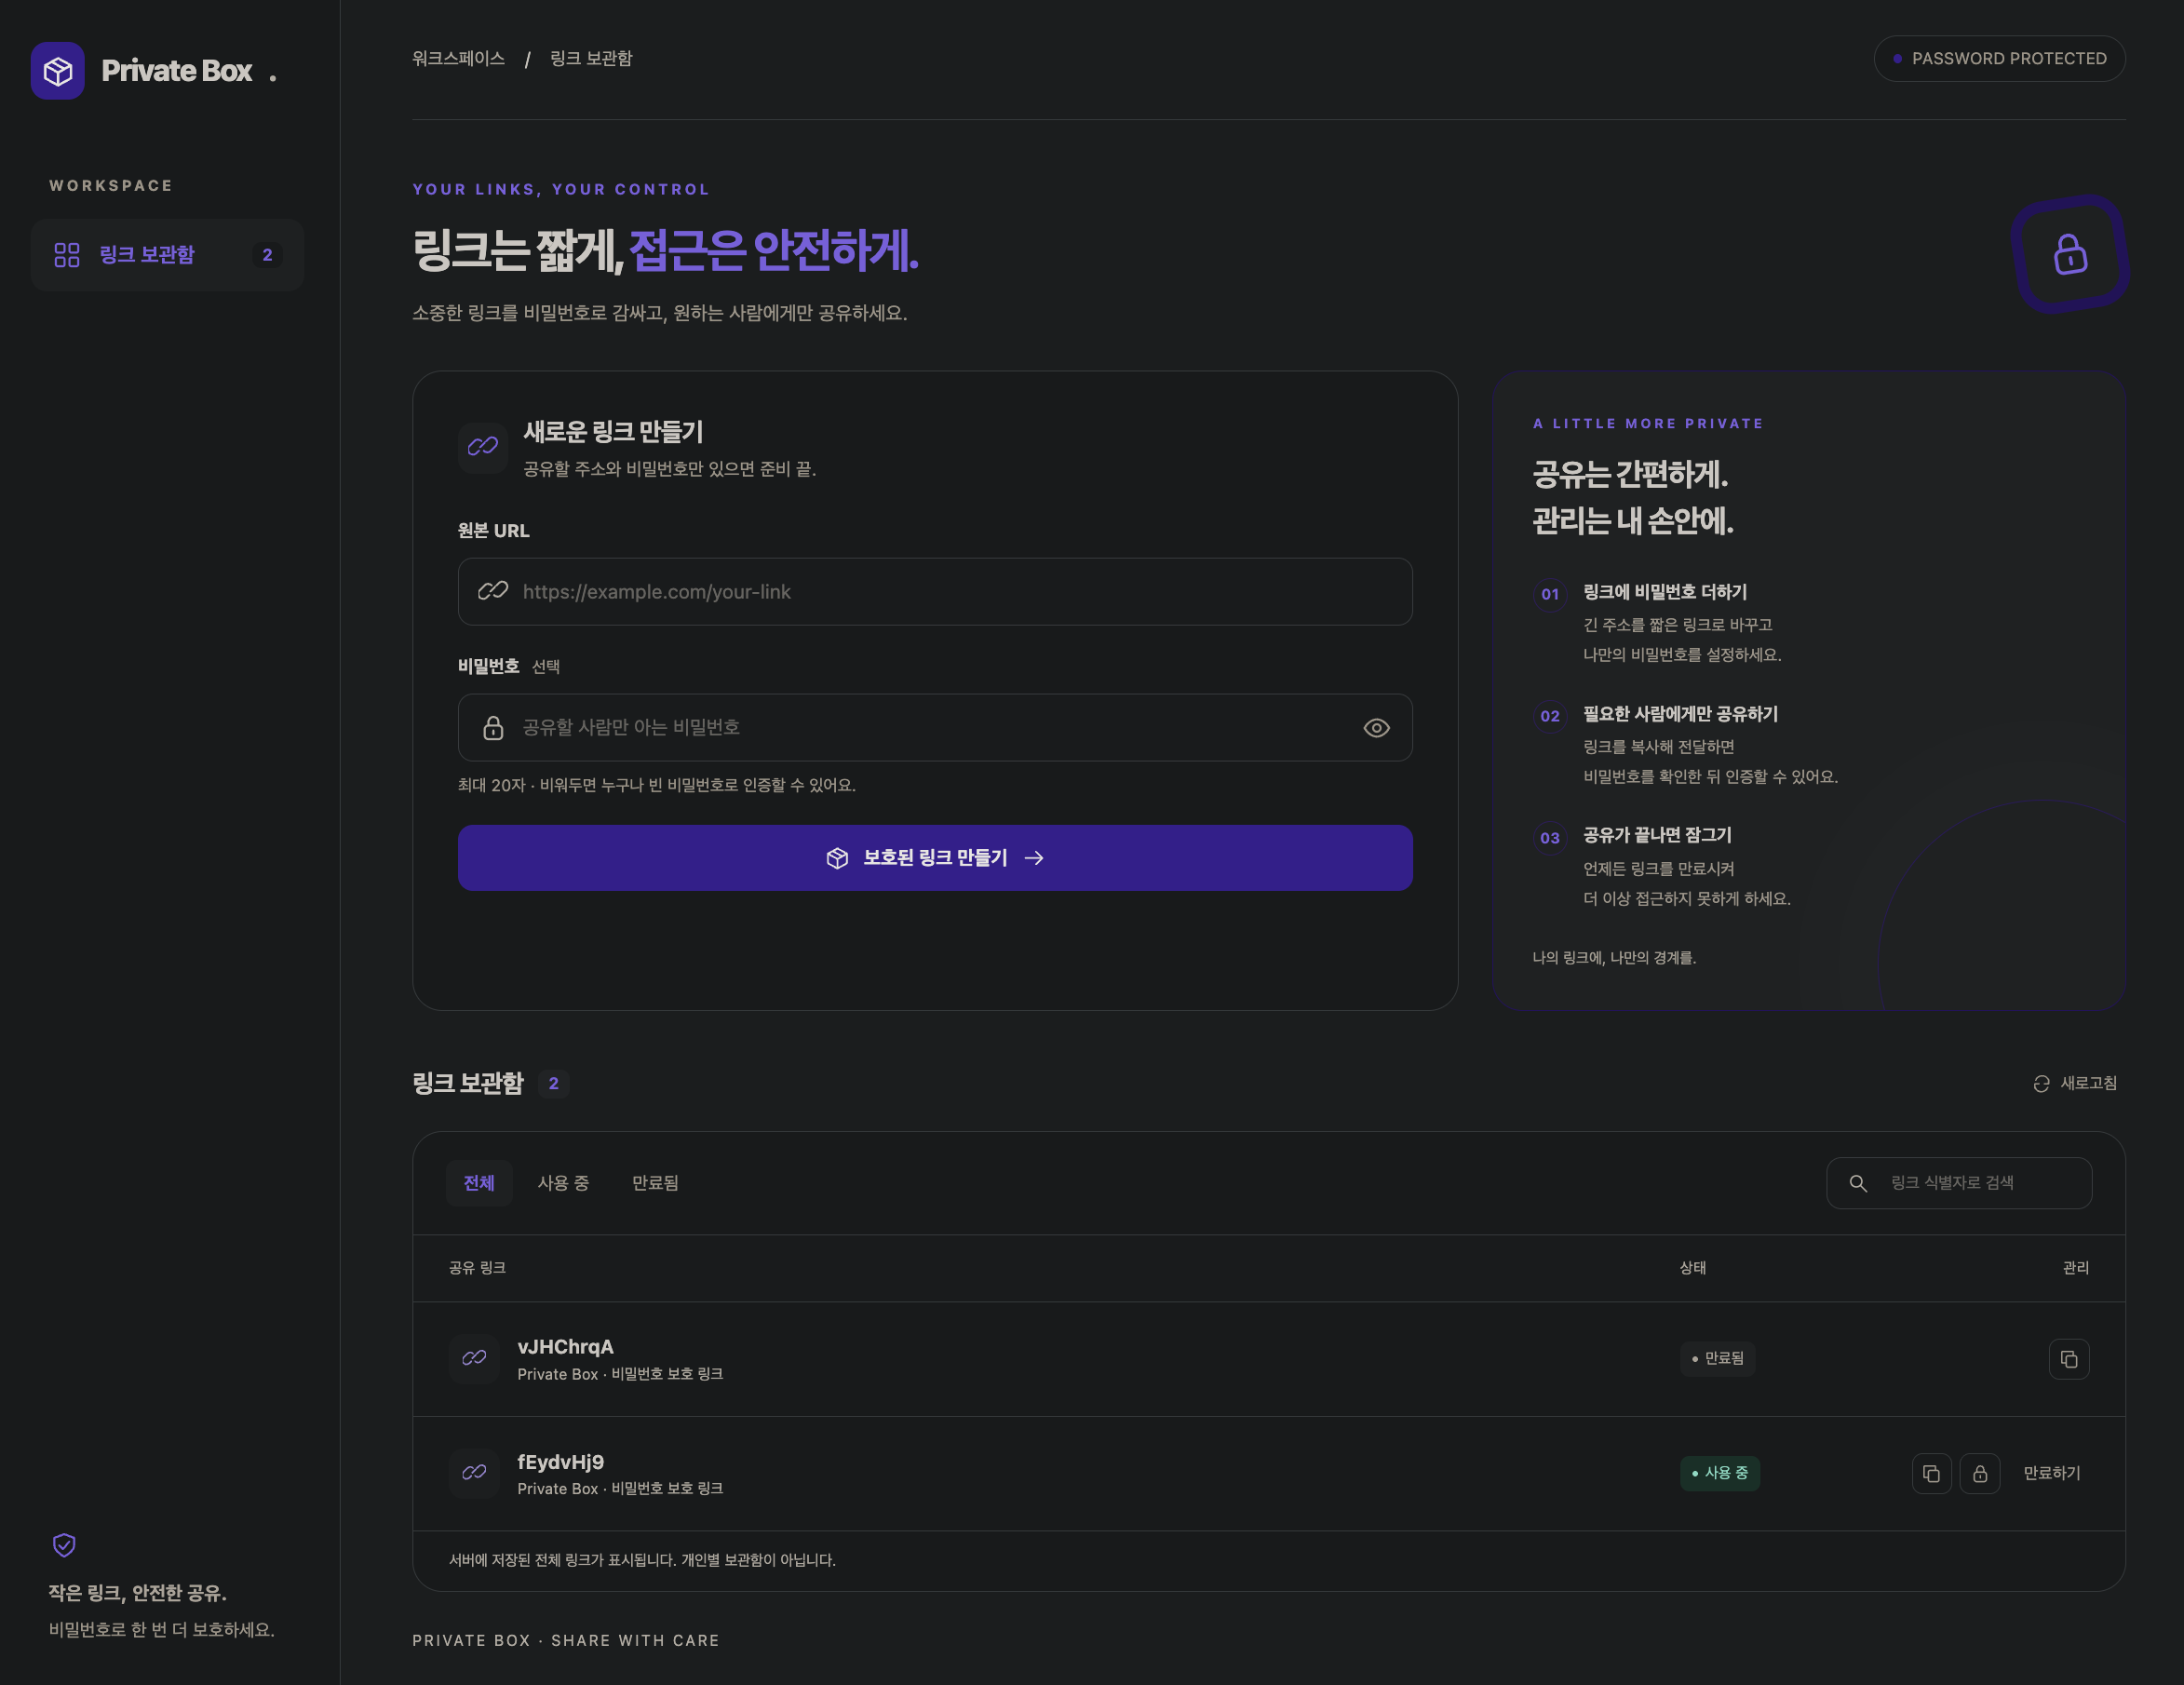 Private Box .
WORKSPACE
링크 보관함 2
작은 링크, 안전한 공유.
비밀번호로 한 번 더 보호하세요.
워크스페이스 / 링크 보관함
PASSWORD PROTECTED
YOUR LINKS, YOUR CONTROL
링크는 짧게, 접근은 안전하게.
소중한 링크를 비밀번호로 감싸고, 원하는 사람에게만 공유하세요.
새로운 링크 만들기
공유할 주소와 비밀번호만 있으면 준비 끝.
원본 URL
https://example.com/your-link
비밀번호 선택
공유할 사람만 아는 비밀번호
최대 20자 · 비워두면 누구나 빈 비밀번호로 인증할 수 있어요.
보호된 링크 만들기 →
A LITTLE MORE PRIVATE
공유는 간편하게.
관리는 내 손안에.
01 링크에 비밀번호 더하기
긴 주소를 짧은 링크로 바꾸고
나만의 비밀번호를 설정하세요.
02 필요한 사람에게만 공유하기
링크를 복사해 전달하면
비밀번호를 확인한 뒤 인증할 수 있어요.
03 공유가 끝나면 잠그기
언제든 링크를 만료시켜
더 이상 접근하지 못하게 하세요.
나의 링크에, 나만의 경계를.
링크 보관함 2
새로고침
전체 사용 중 만료됨
링크 식별자로 검색
공유 링크 상태 관리
vJHChrqA
Private Box · 비밀번호 보호 링크
만료됨
fEydvHj9
Private Box · 비밀번호 보호 링크
사용 중
만료하기
서버에 저장된 전체 링크가 표시됩니다. 개인별 보관함이 아닙니다.
PRIVATE BOX · SHARE WITH CARE